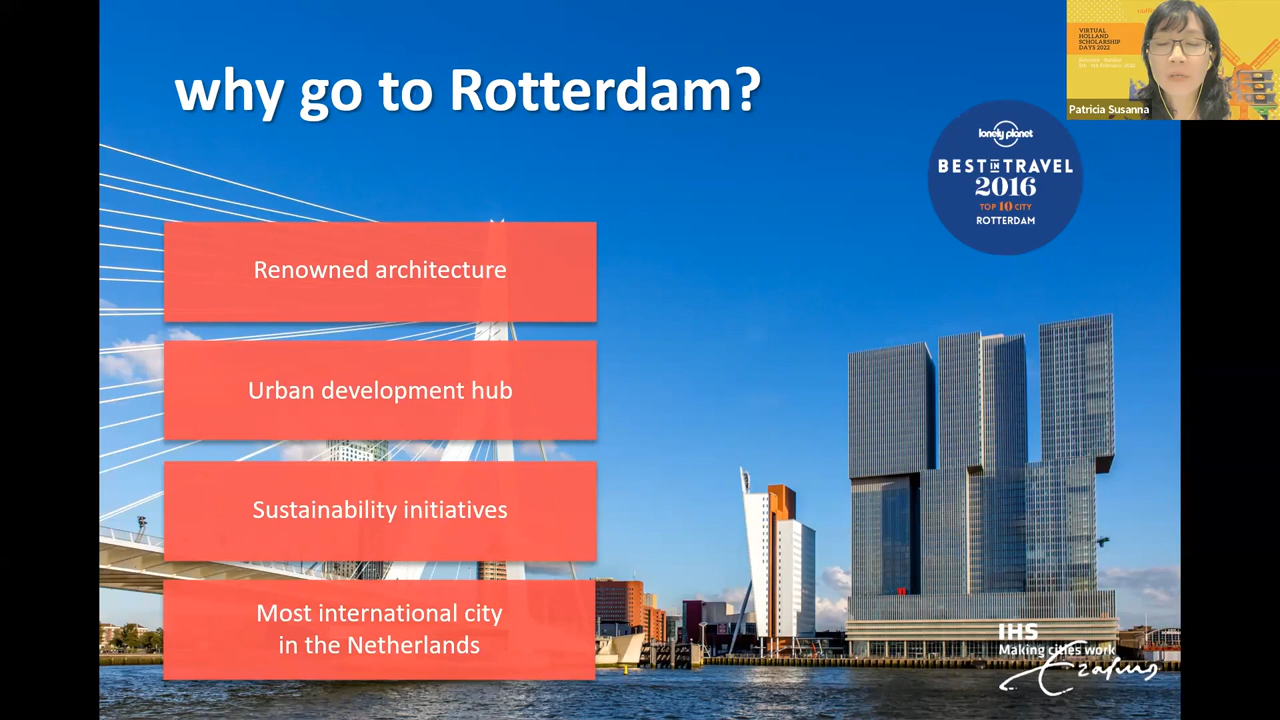 why go to Rotterdam?
VIRTUAL
HOLLAND
SCHOLARSHIP
DAYS 2022
Patricia Susanna
lonely planet
BEST IN TRAVEL
2016
TOP 10 CITY
ROTTERDAM
Renowned architecture
Urban development hub
Sustainability initiatives
Most international city
in the Netherlands
IHS
Making cities work
Erasmus